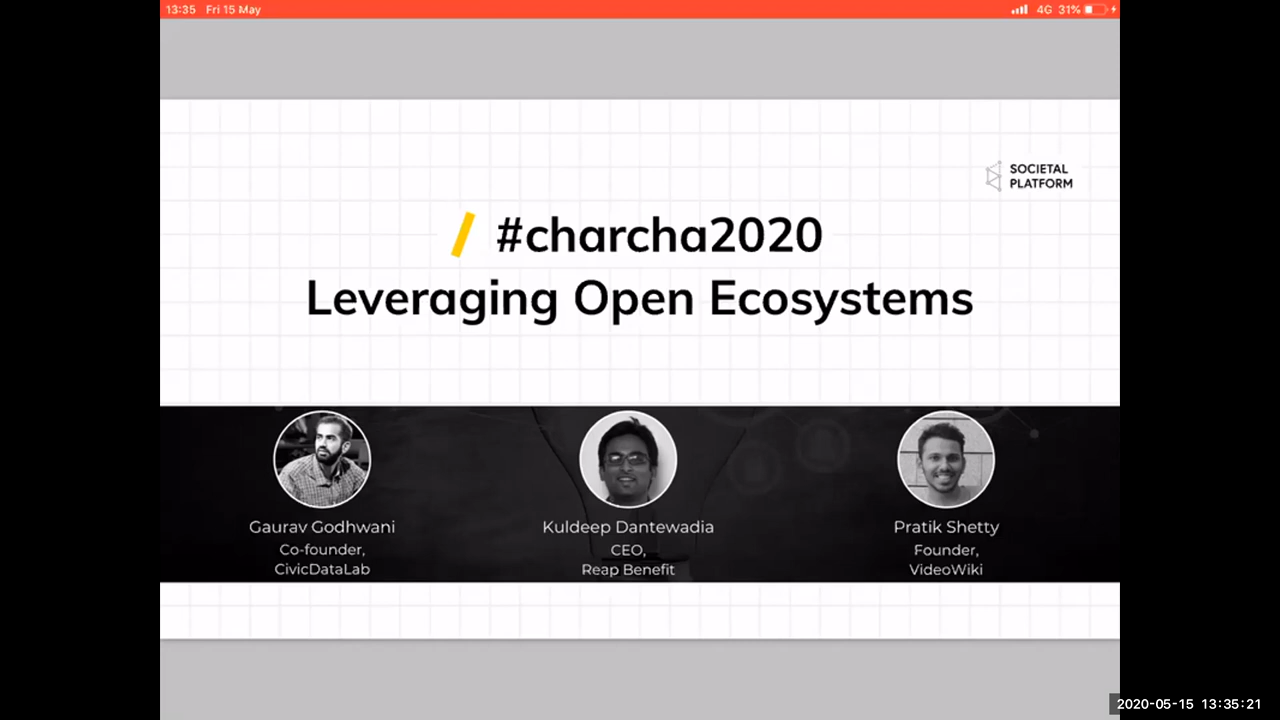 13:35 Fri 15 May
4G 31%
SOCIETAL
PLATFORM
/ #charcha2020
Leveraging Open Ecosystems
Gaurav Godhwani
Co-founder,
CivicDataLab
Kuldeep Dantewadia
CEO,
Reap Benefit
Pratik Shetty
Founder,
VideoWiki
2020-05-15 13:35:21